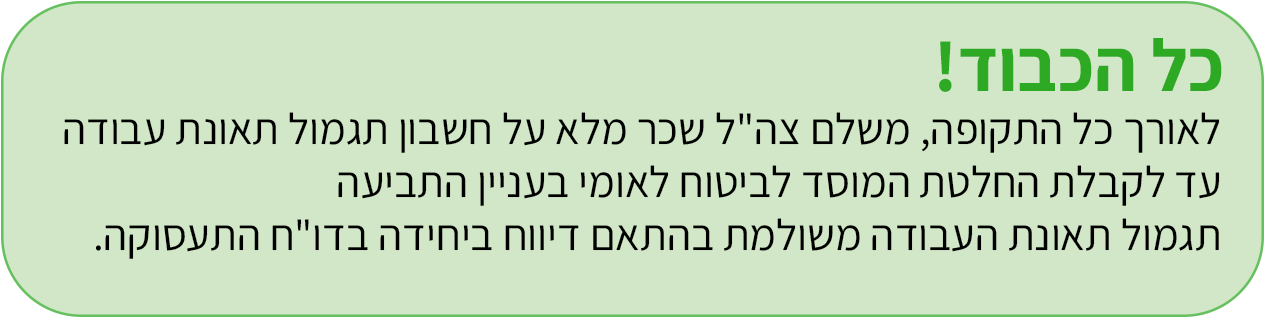 כל הכבוד!
לאורך כל התקופה, משלם צה"ל שכר מלא על חשבון תגמול תאונת עבודה
עד לקבלת החלטת המוסד לביטוח לאומי בעניין התביעה
תגמול תאונת העבודה משולמת בהתאם דיווח ביחידה בדו"ח התעסוקה.